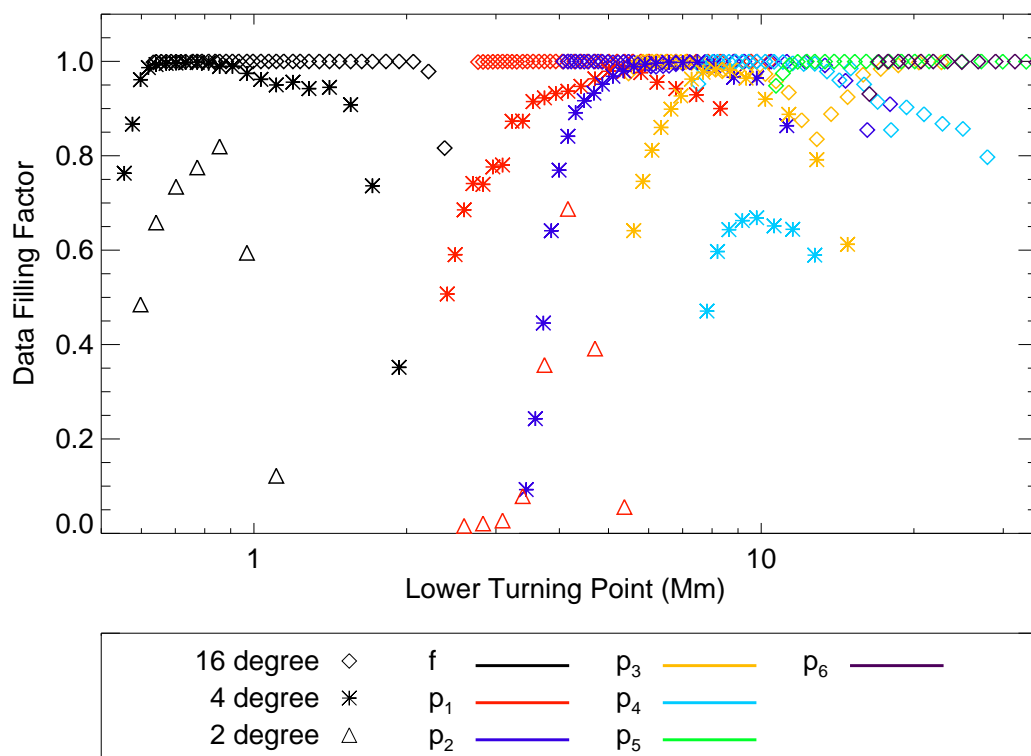 Data Filling Factor
1.0
0.8
0.6
0.4
0.2
0.0
1 10
Lower Turning Point (Mm)
16 degree f p3 p6
4 degree p1 p4
2 degree p2 p5